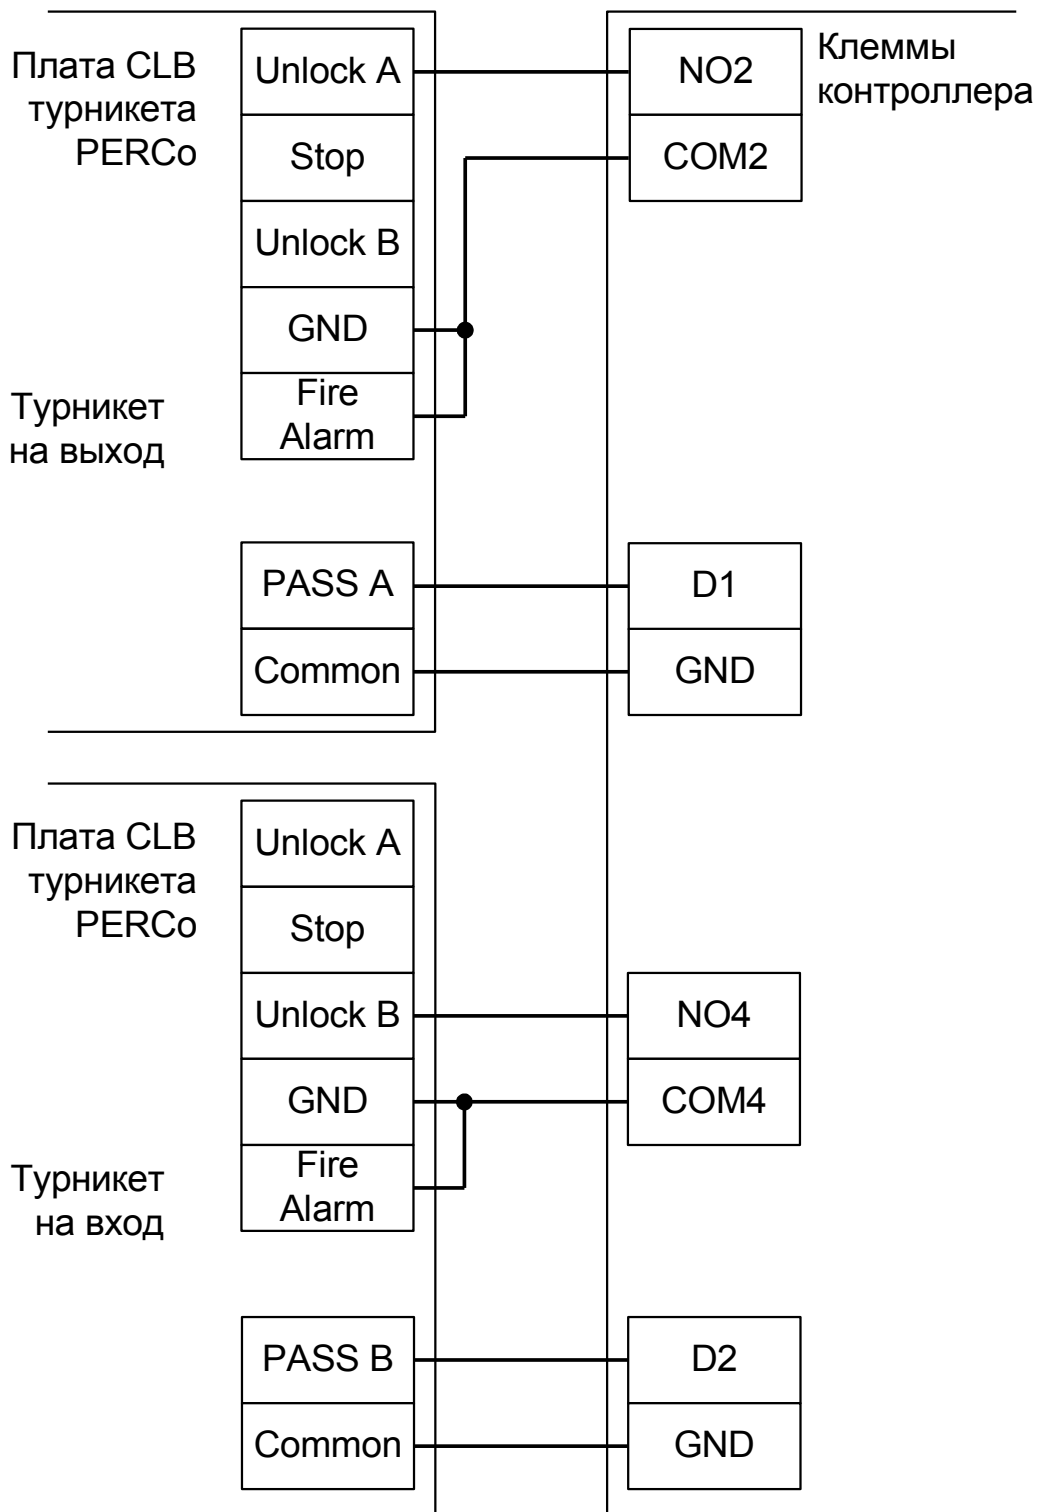 Плата CLB
турникета
PERCo
Unlock A
Stop
Unlock B
GND
Fire
Alarm
Турникет
на выход
PASS A
Common
Клеммы
контроллера
NO2
COM2
D1
GND
Плата CLB
турникета
PERCo
Unlock A
Stop
Unlock B
GND
Fire
Alarm
Турникет
на вход
PASS B
Common
NO4
COM4
D2
GND